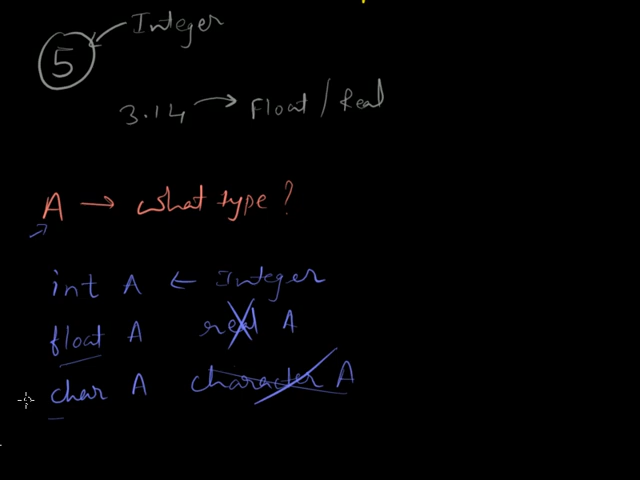 5 Integer
3.14 Float / Real
A → what type?
int A ← Integer
float A real A
char A character A